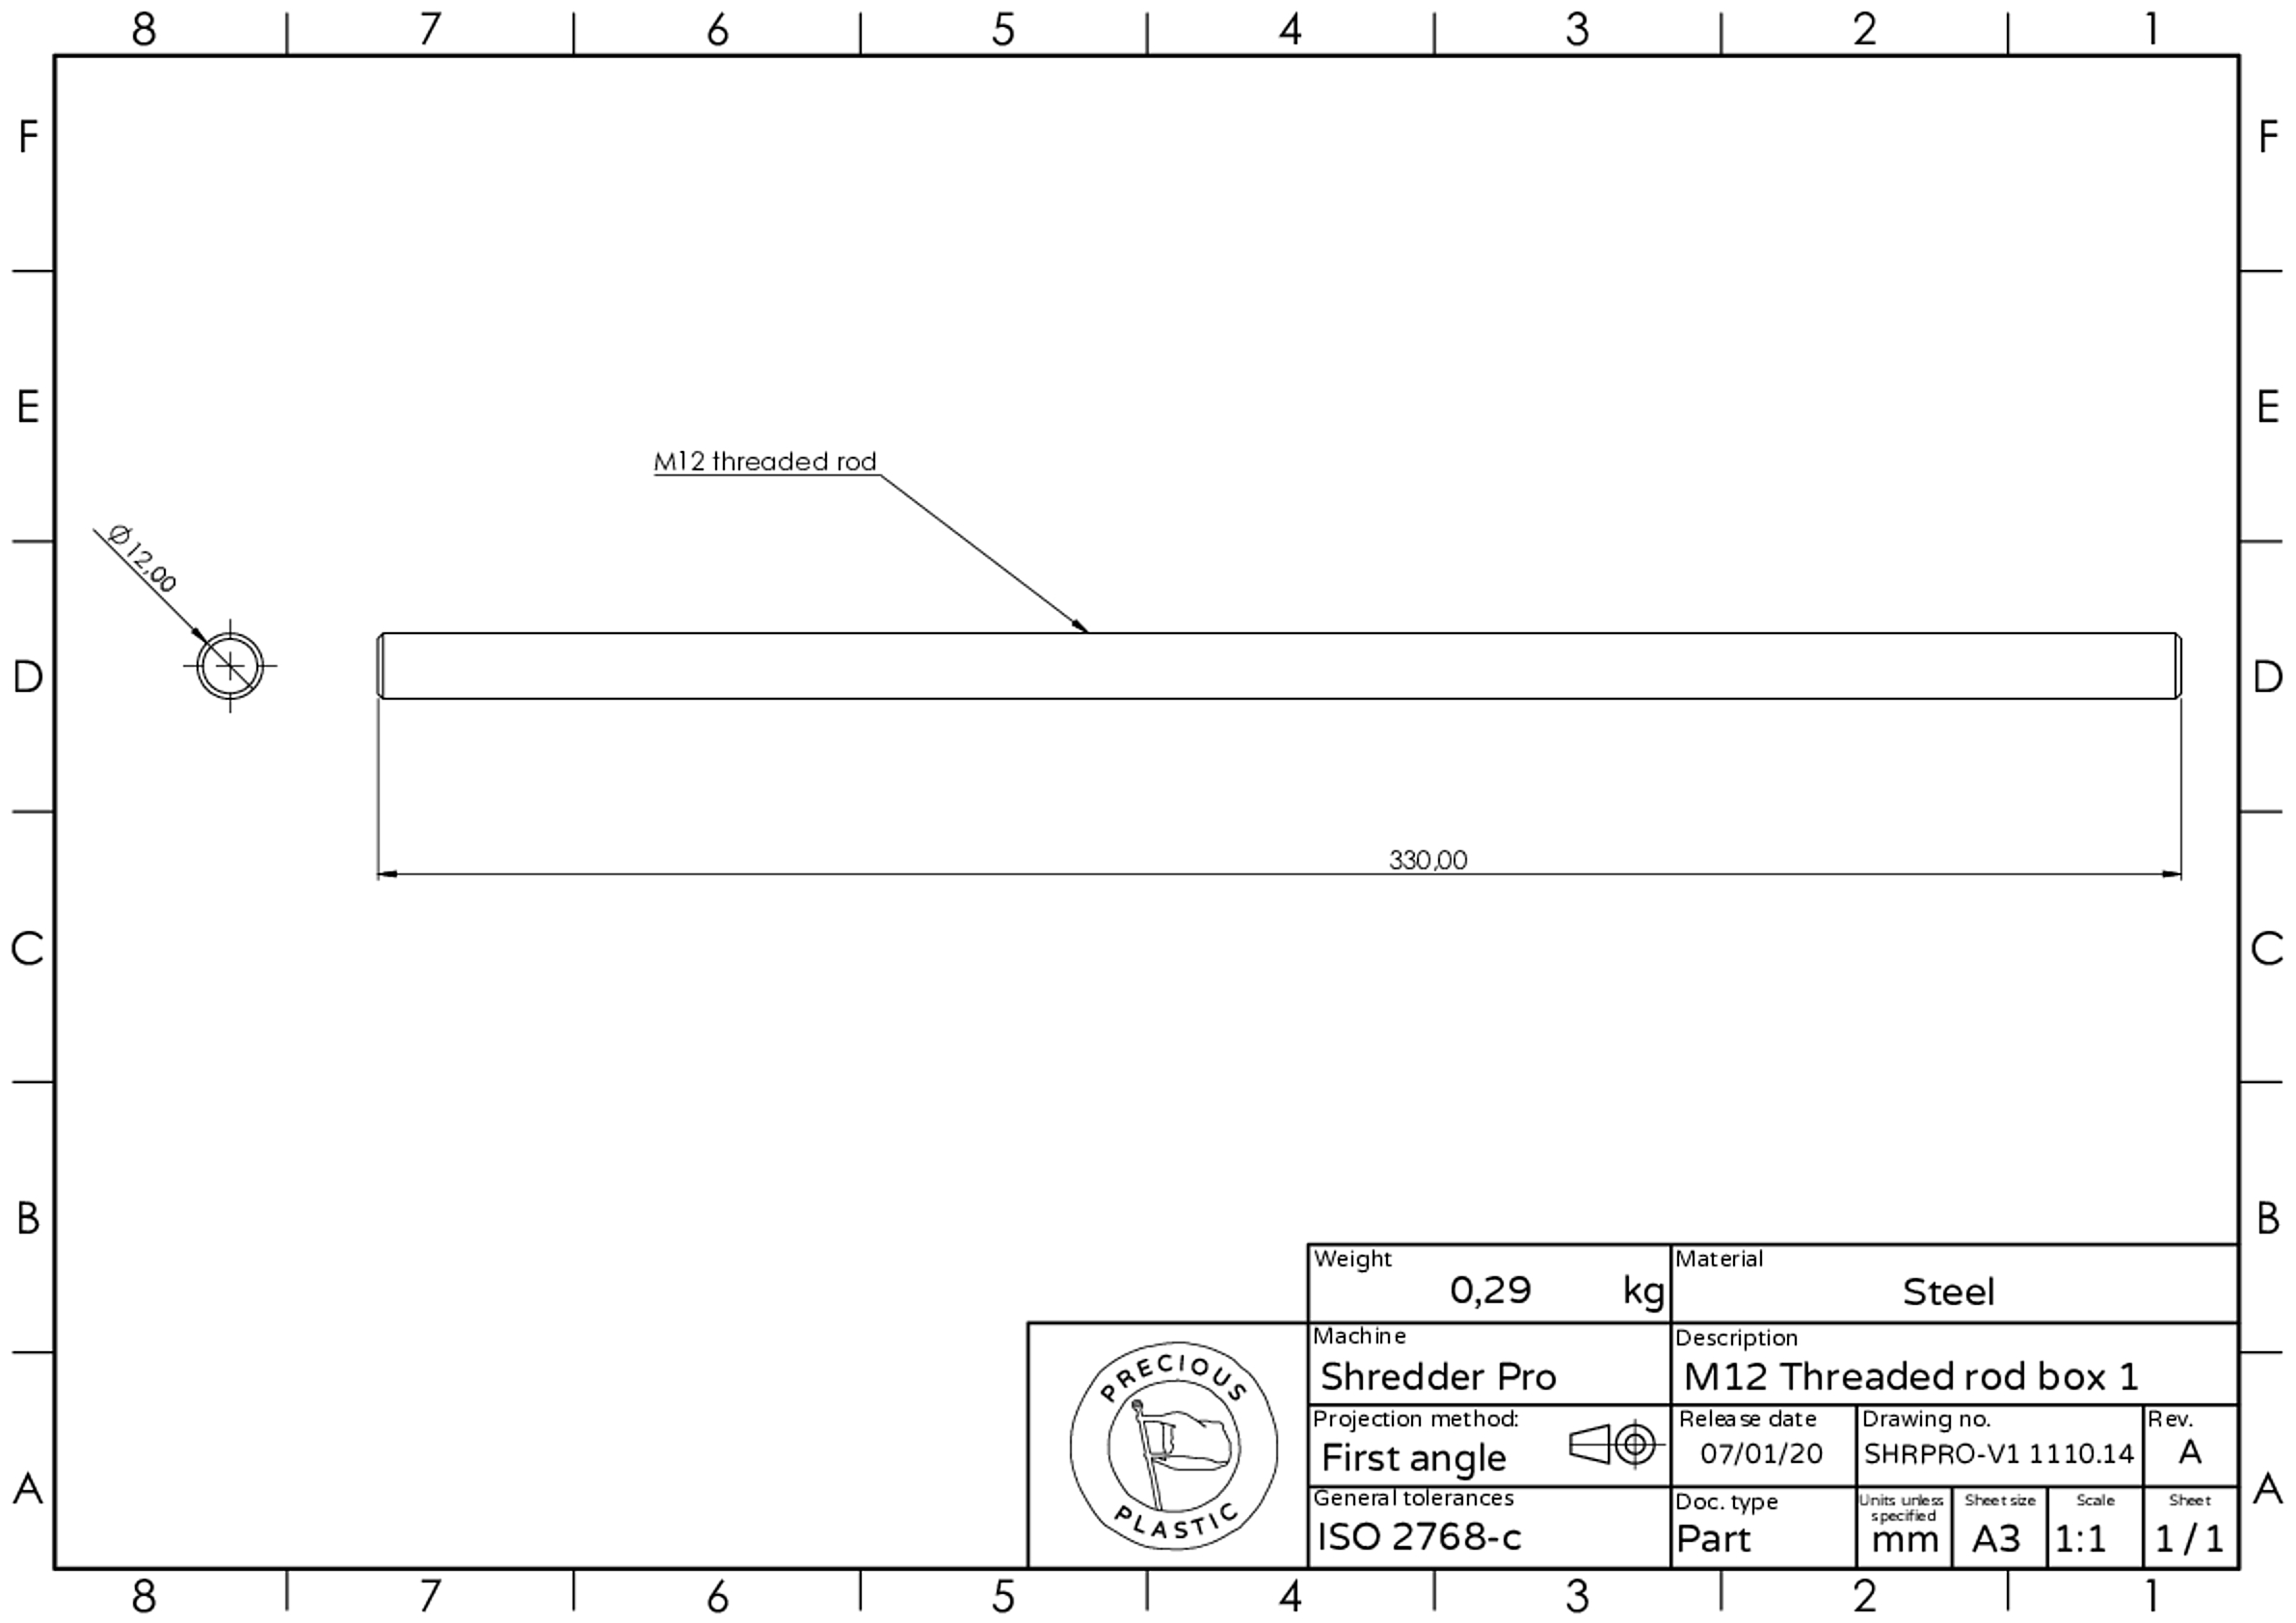 8 7 6 5 4 3 2 1
F F
E E
M12 threaded rod
Ø12,00
D D
330,00
C C
B B
Weight
0,29 kg
Material
Steel
Machine
Shredder Pro
Description
M12 Threaded rod box 1
PRECIOUS
PLASTIC
Projection method:
First angle
Release date
07/01/20
Drawing no.
SHRPRO-V1 1110.14
Rev.
A
A A
General tolerances
ISO 2768-c
Doc. type
Part
Units unless
specified
mm
Sheet size
A3
Scale
1:1
Sheet
1 / 1
8 7 6 5 4 3 2 1